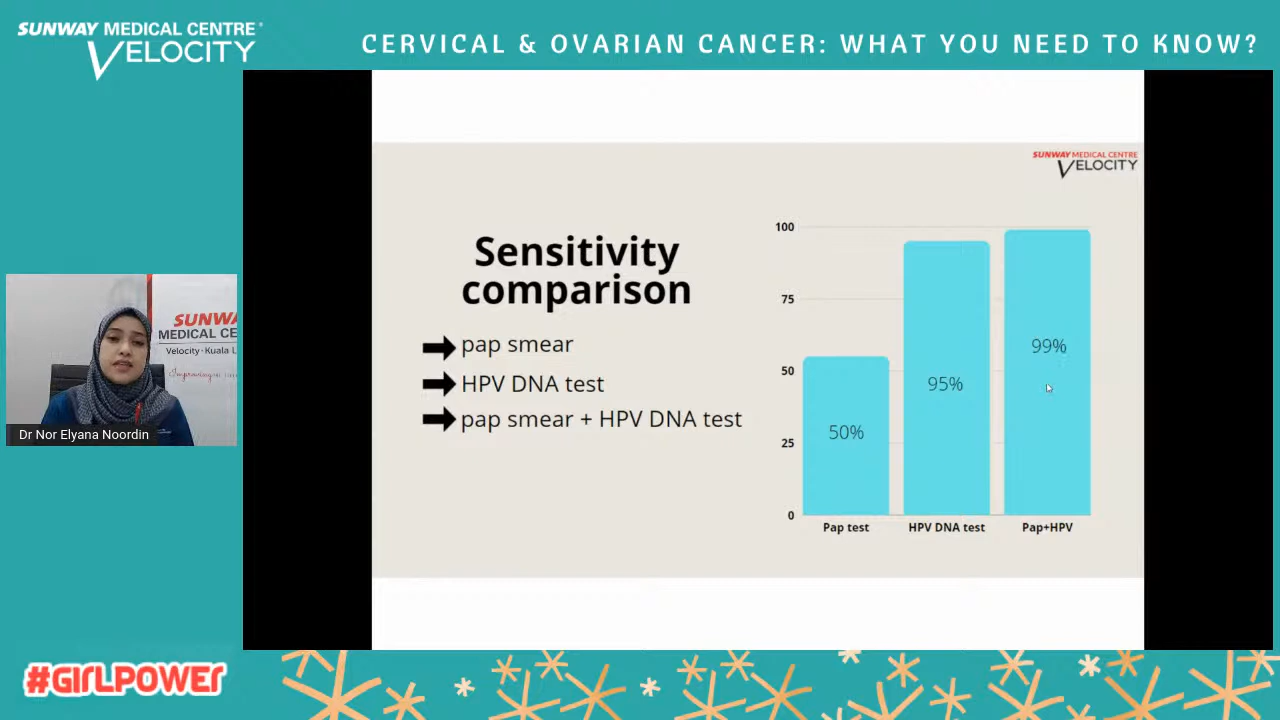 SUNWAY MEDICAL CENTRE
VELOCITY
CERVICAL & OVARIAN CANCER: WHAT YOU NEED TO KNOW?
SUNWAY MEDICAL CENTRE
VELOCITY
Sensitivity
comparison
pap smear
HPV DNA test
pap smear + HPV DNA test
100
75
50
25
0
50%
95%
99%
Pap test
HPV DNA test
Pap+HPV
SUNW
MEDICAL CE
Velocity · Kuala L
Dr Nor Elyana Noordin
#GIRLPOWER